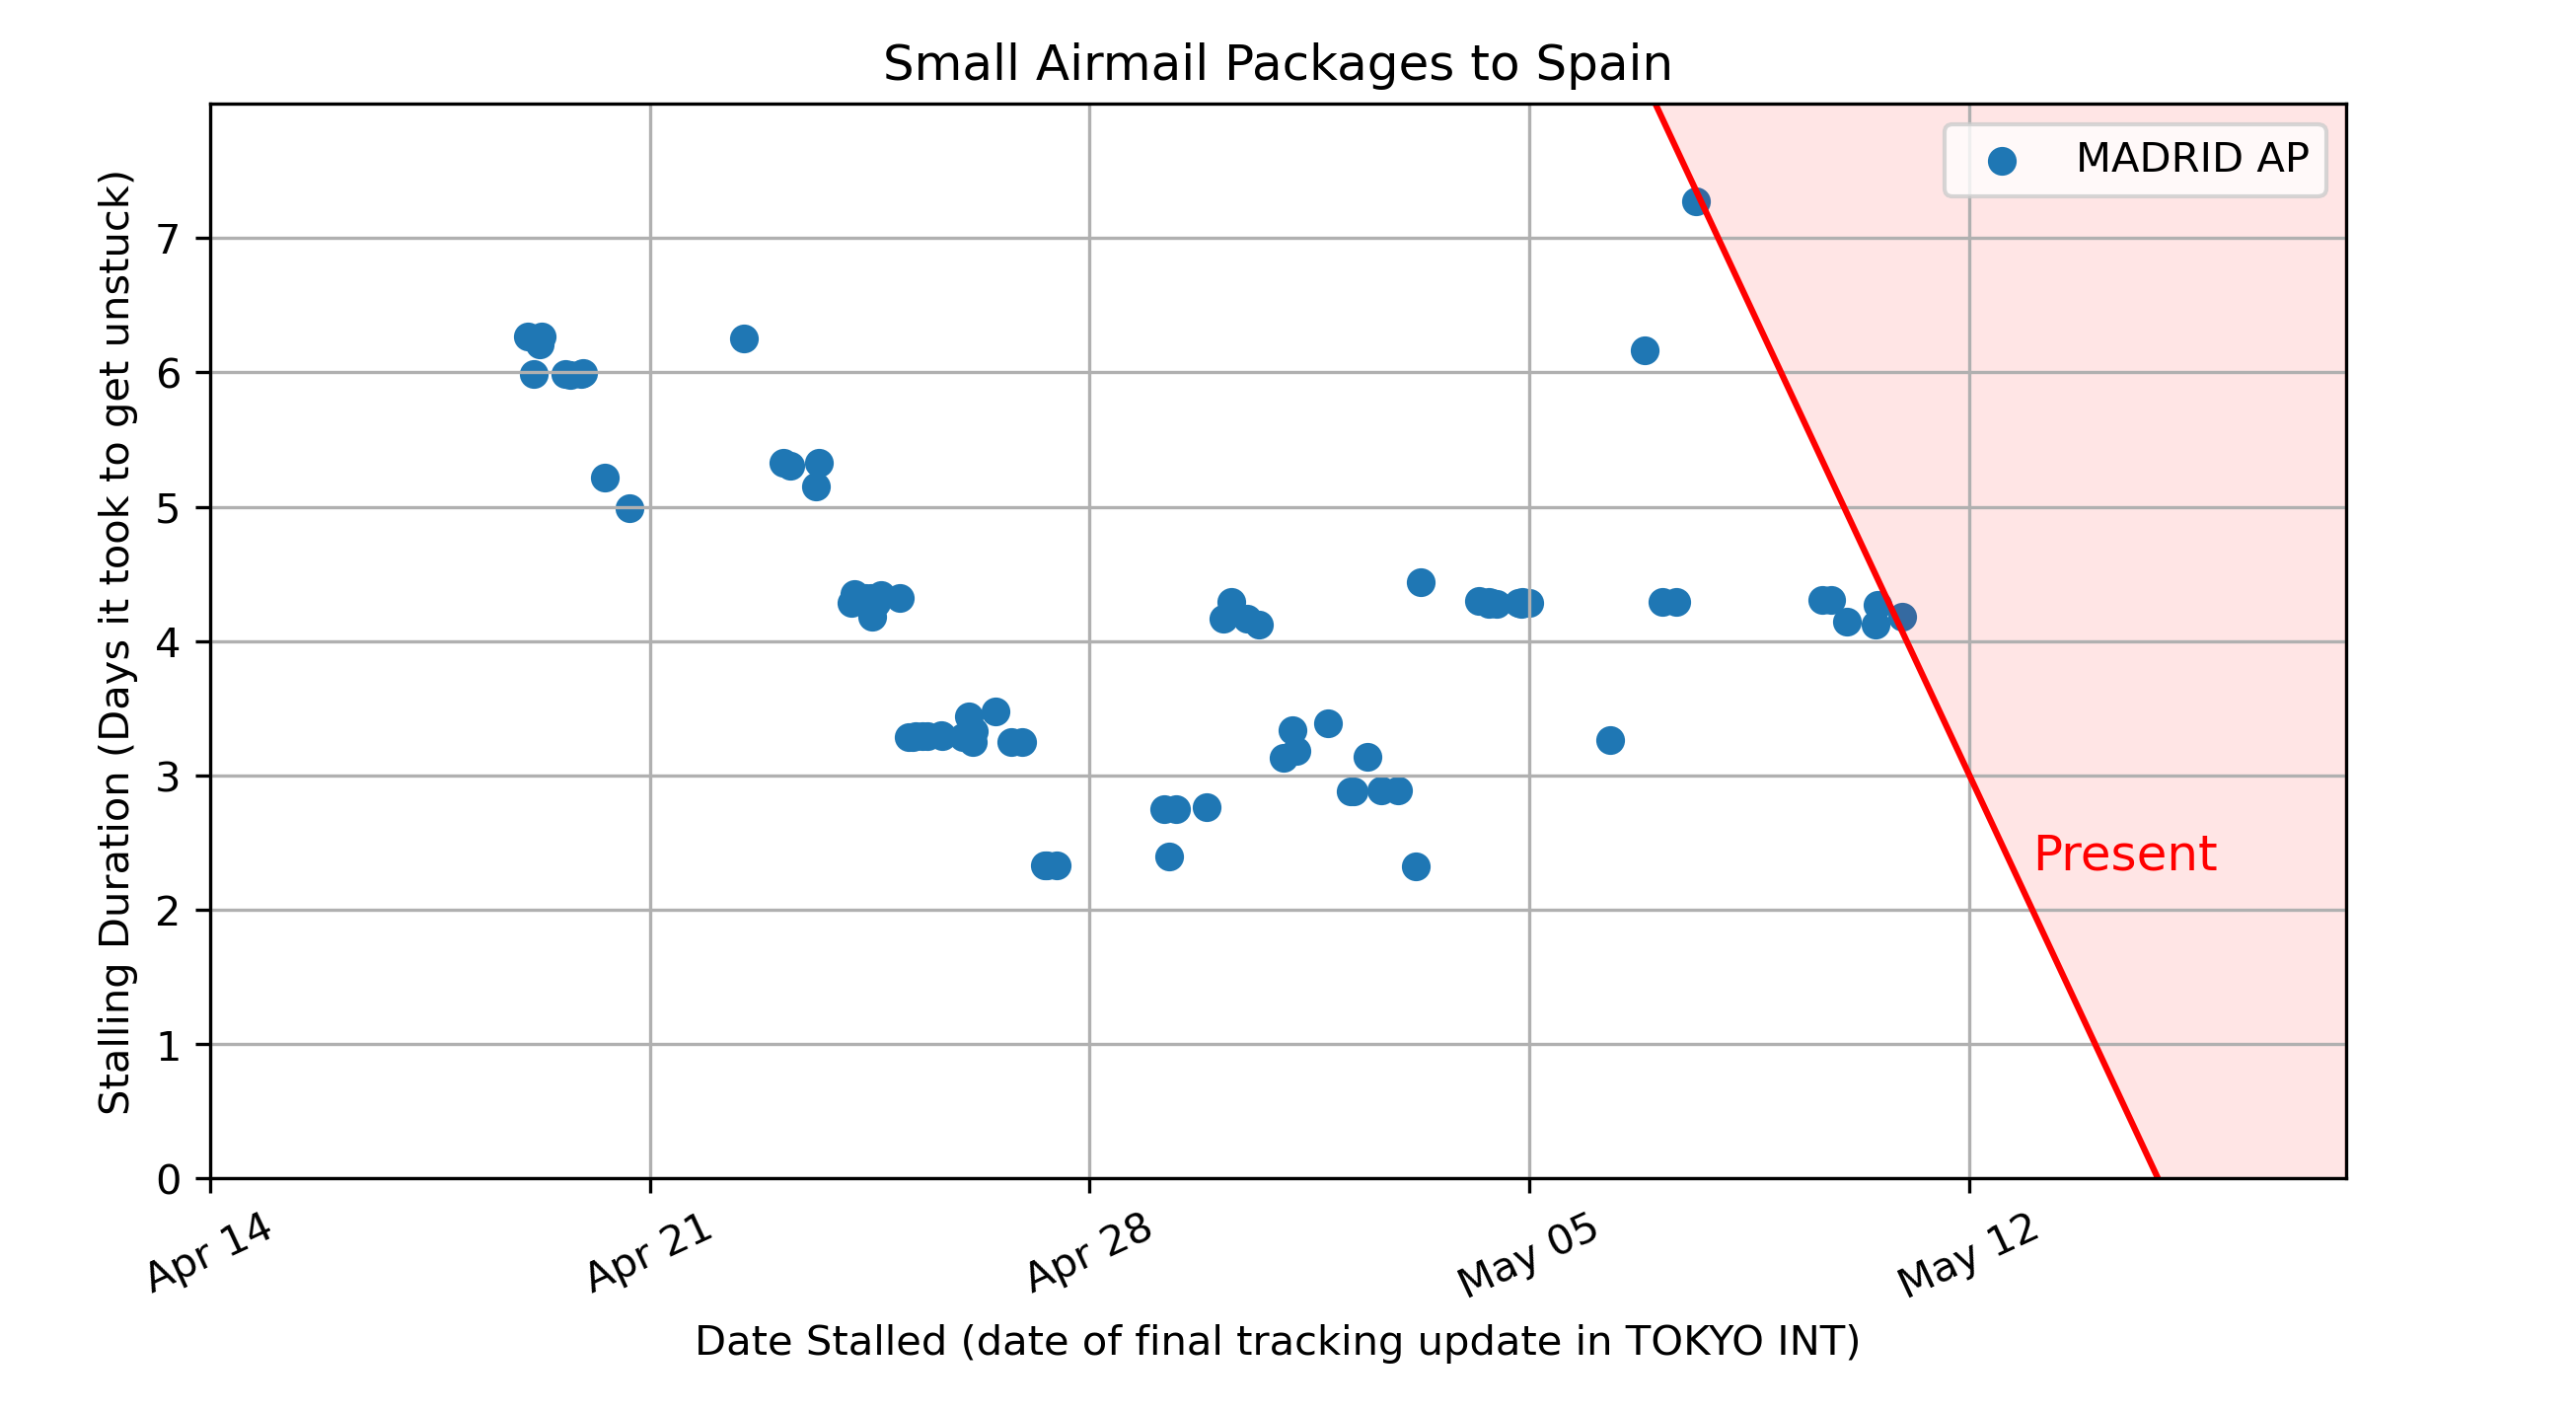 Small Airmail Packages to Spain
MADRID AP
Stalling Duration (Days it took to get unstuck)
7
6
5
4
3
2
1
0
Present
Apr 14
Apr 21
Apr 28
May 05
May 12
Date Stalled (date of final tracking update in TOKYO INT)